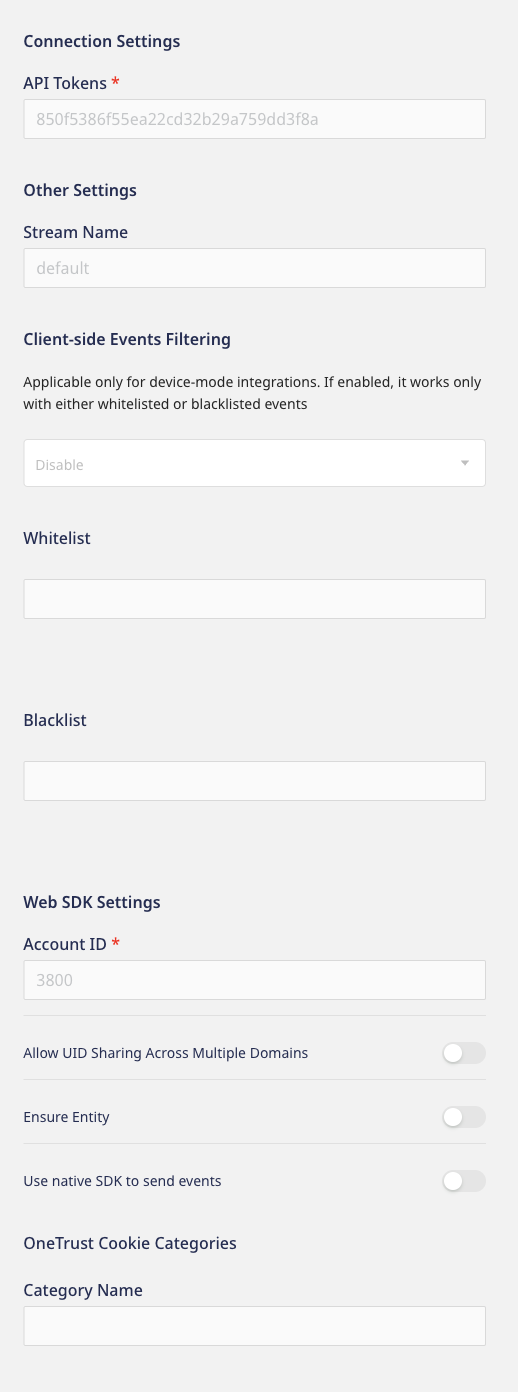 Connection Settings
API Tokens *
850f5386f55ea22cd32b29a759dd3f8a
Other Settings
Stream Name
default
Client-side Events Filtering
Applicable only for device-mode integrations. If enabled, it works only
with either whitelisted or blacklisted events
Disable
Whitelist
Blacklist
Web SDK Settings
Account ID *
3800
Allow UID Sharing Across Multiple Domains
Ensure Entity
Use native SDK to send events
OneTrust Cookie Categories
Category Name